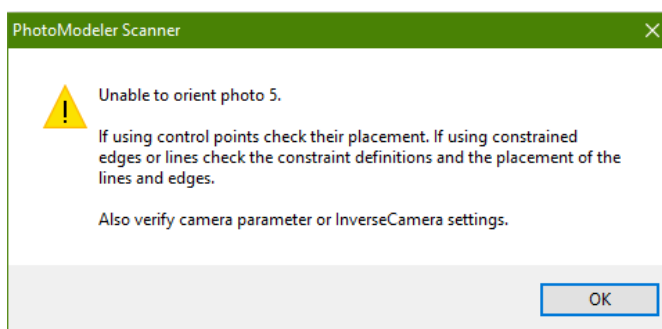 PhotoModeler Scanner
Unable to orient photo 5.
If using control points check their placement. If using constrained
edges or lines check the constraint definitions and the placement of the
lines and edges.
Also verify camera parameter or InverseCamera settings.
OK